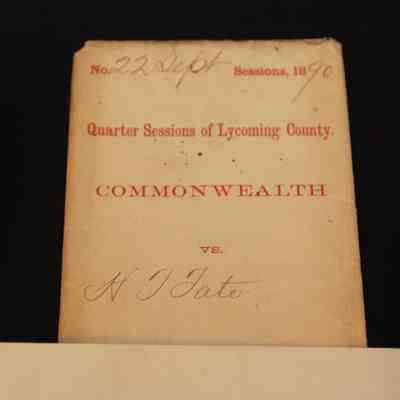 No. 22 Sept Sessions, 1890
Quarter Sessions of Lycoming County.
COMMONWEALTH
VS.
H T Tate